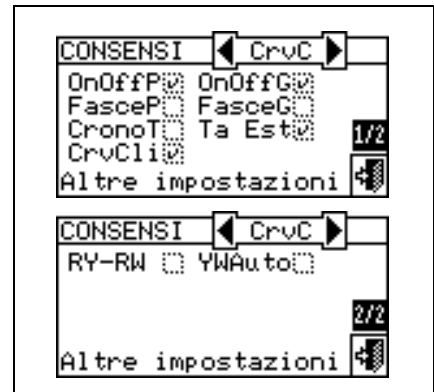 CONSENSI CrvC
OnOffP OnOffG
FasceP FasceG
CronoT Ta Est
CrvCli
1/2
Altre impostazioni
CONSENSI CrvC
RY-RW YWAuto
2/2
Altre impostazioni